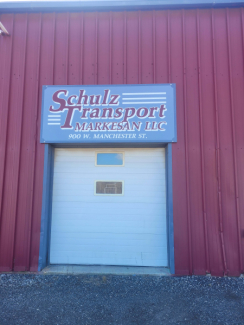 Schulz
Transport
MARKESAN LLC
900 W. MANCHESTER ST.